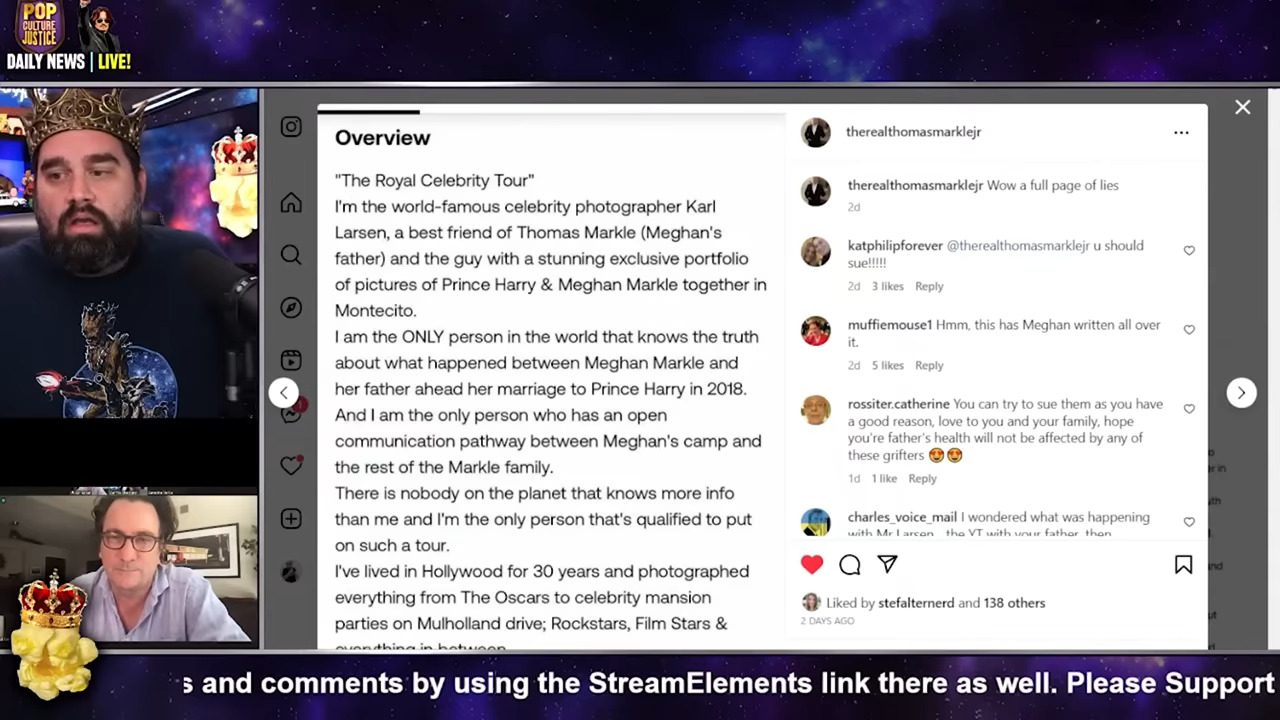 POP
CULTURE
JUSTICE
DAILY NEWS | LIVE!
Overview
"The Royal Celebrity Tour"
I'm the world-famous celebrity photographer Karl
Larsen, a best friend of Thomas Markle (Meghan's
father) and the guy with a stunning exclusive portfolio
of pictures of Prince Harry & Meghan Markle together in
Montecito.
I am the ONLY person in the world that knows the truth
about what happened between Meghan Markle and
her father ahead her marriage to Prince Harry in 2018.
And I am the only person who has an open
communication pathway between Meghan's camp and
the rest of the Markle family.
There is nobody on the planet that knows more info
than me and I'm the only person that's qualified to put
on such a tour.
I've lived in Hollywood for 30 years and photographed
everything from The Oscars to celebrity mansion
parties on Mulholland drive; Rockstars, Film Stars &
everything in between
therealthomasmarklejr
therealthomasmarklejr Wow a full page of lies
2d
katphilipforever @therealthomasmarklejr u should
sue!!!!!
2d 3 likes Reply
muffiemouse1 Hmm, this has Meghan written all over
it.
2d 5 likes Reply
rossiter.catherine You can try to sue them as you have
a good reason, love to you and your family, hope
you're father's health will not be affected by any of
these grifters 😍😍
1d 1 like Reply
charles_voice_mail I wondered what was happening
with Mr Larsen... the YT with your father, then
Liked by stefalternerd and 138 others
2 DAYS AGO
s and comments by using the StreamElements link there as well. Please Support